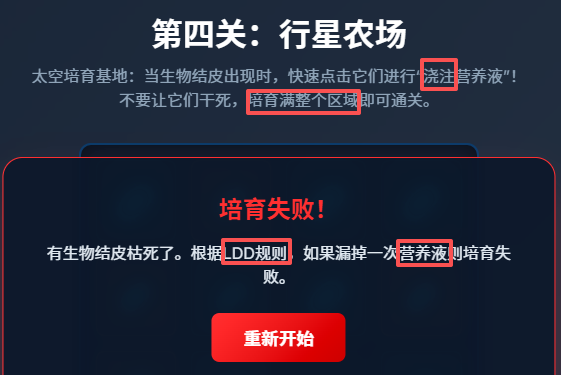 第四关：行星农场
太空培育基地：当生物结皮出现时，快速点击它们进行“浇注营养液”！
不要让它们干死，培育满整个区域即可通关。
培育失败！
有生物结皮枯死了。根据LDD规则，如果漏掉一次营养液则培育失
败。
重新开始